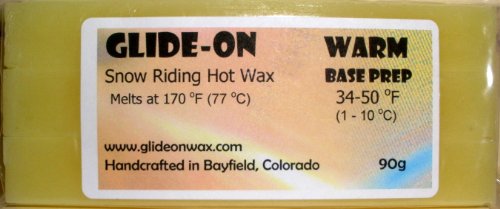 GLIDE-ON
Snow Riding Hot Wax
Melts at 170 °F (77 °C)
www.glideonwax.com
Handcrafted in Bayfield, Colorado
WARM
BASE PREP
34-50 °F
(1 - 10 °C)
90g